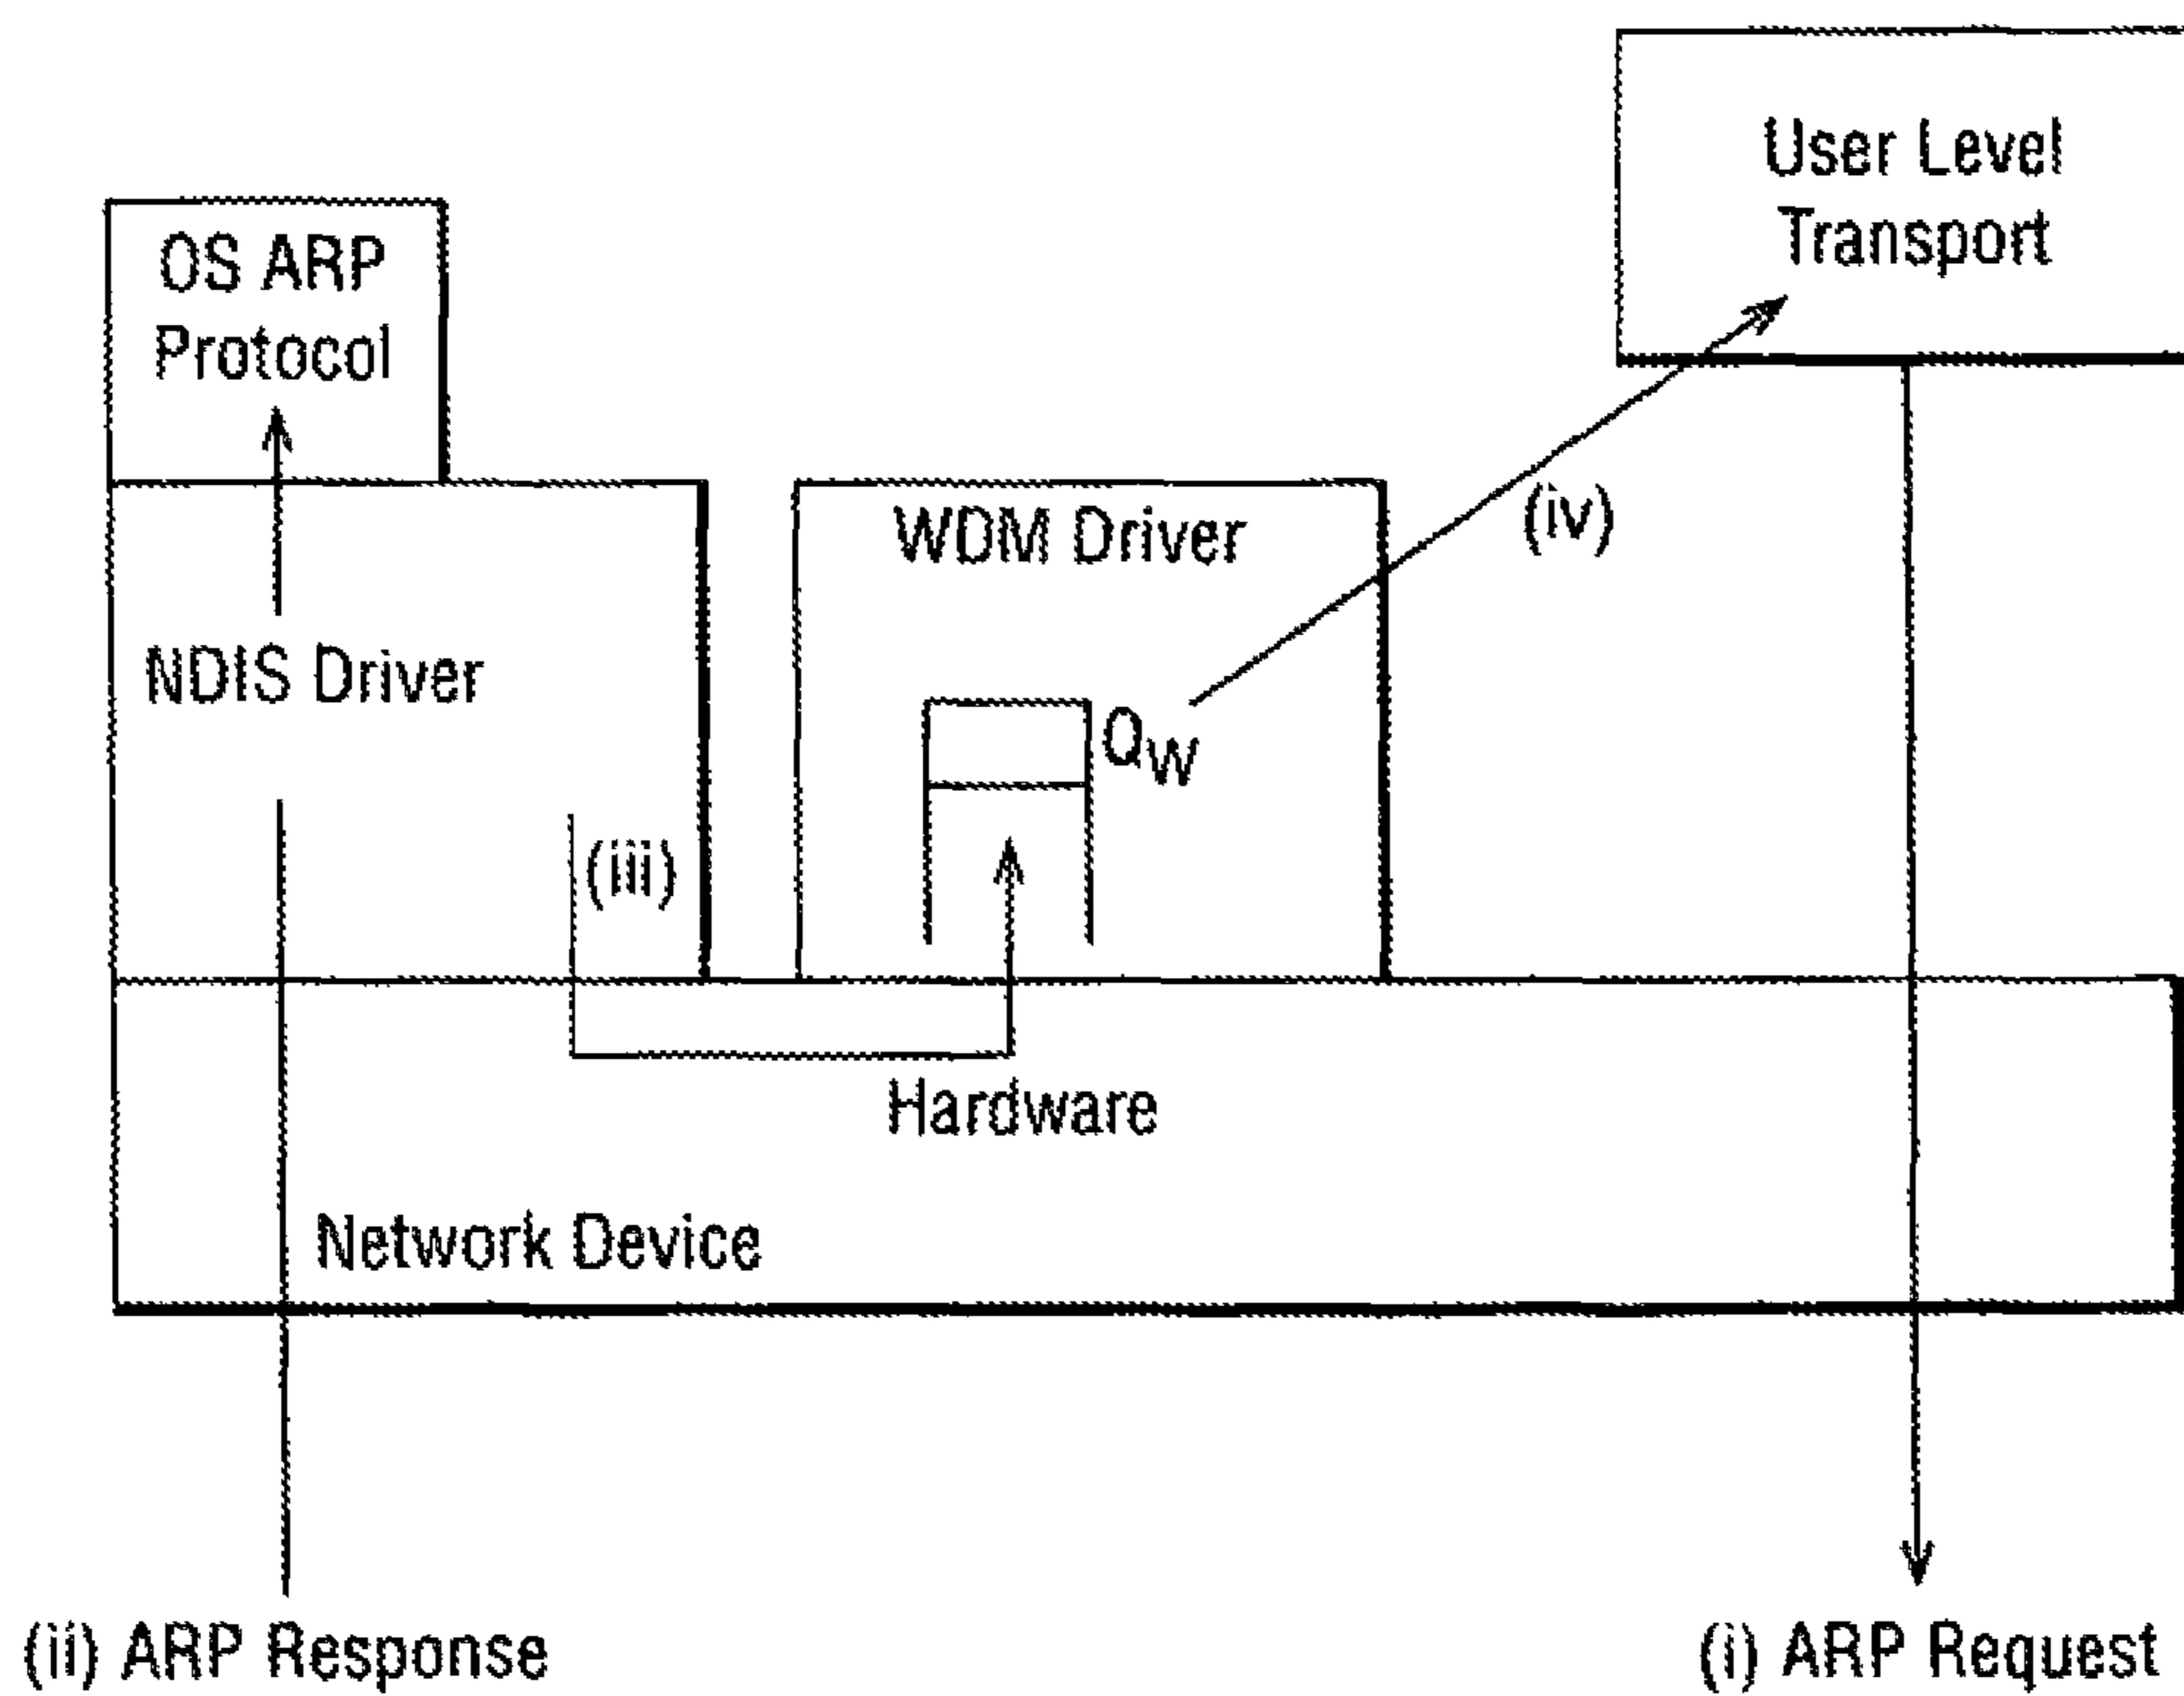 User Level
Transport
OS ARP
Protocol
(iv)
WDM Driver
NDIS Driver
QW
(iii)
Hardware
Network Device
(ii) ARP Response
(i) ARP Request